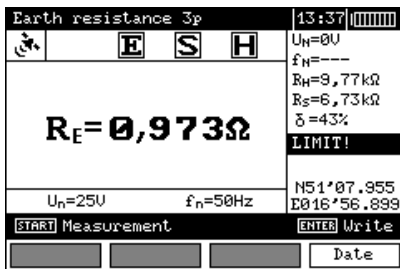 Earth resistance 3p
13:37
E S H
UN=0V
fN=---
RH=9,77kΩ
RS=6,73kΩ
δ=43%
LIMIT!
RE=0,973Ω
N51'07.955
E016'56.899
Un=25V fn=50Hz
START Measurement
ENTER Write
Date